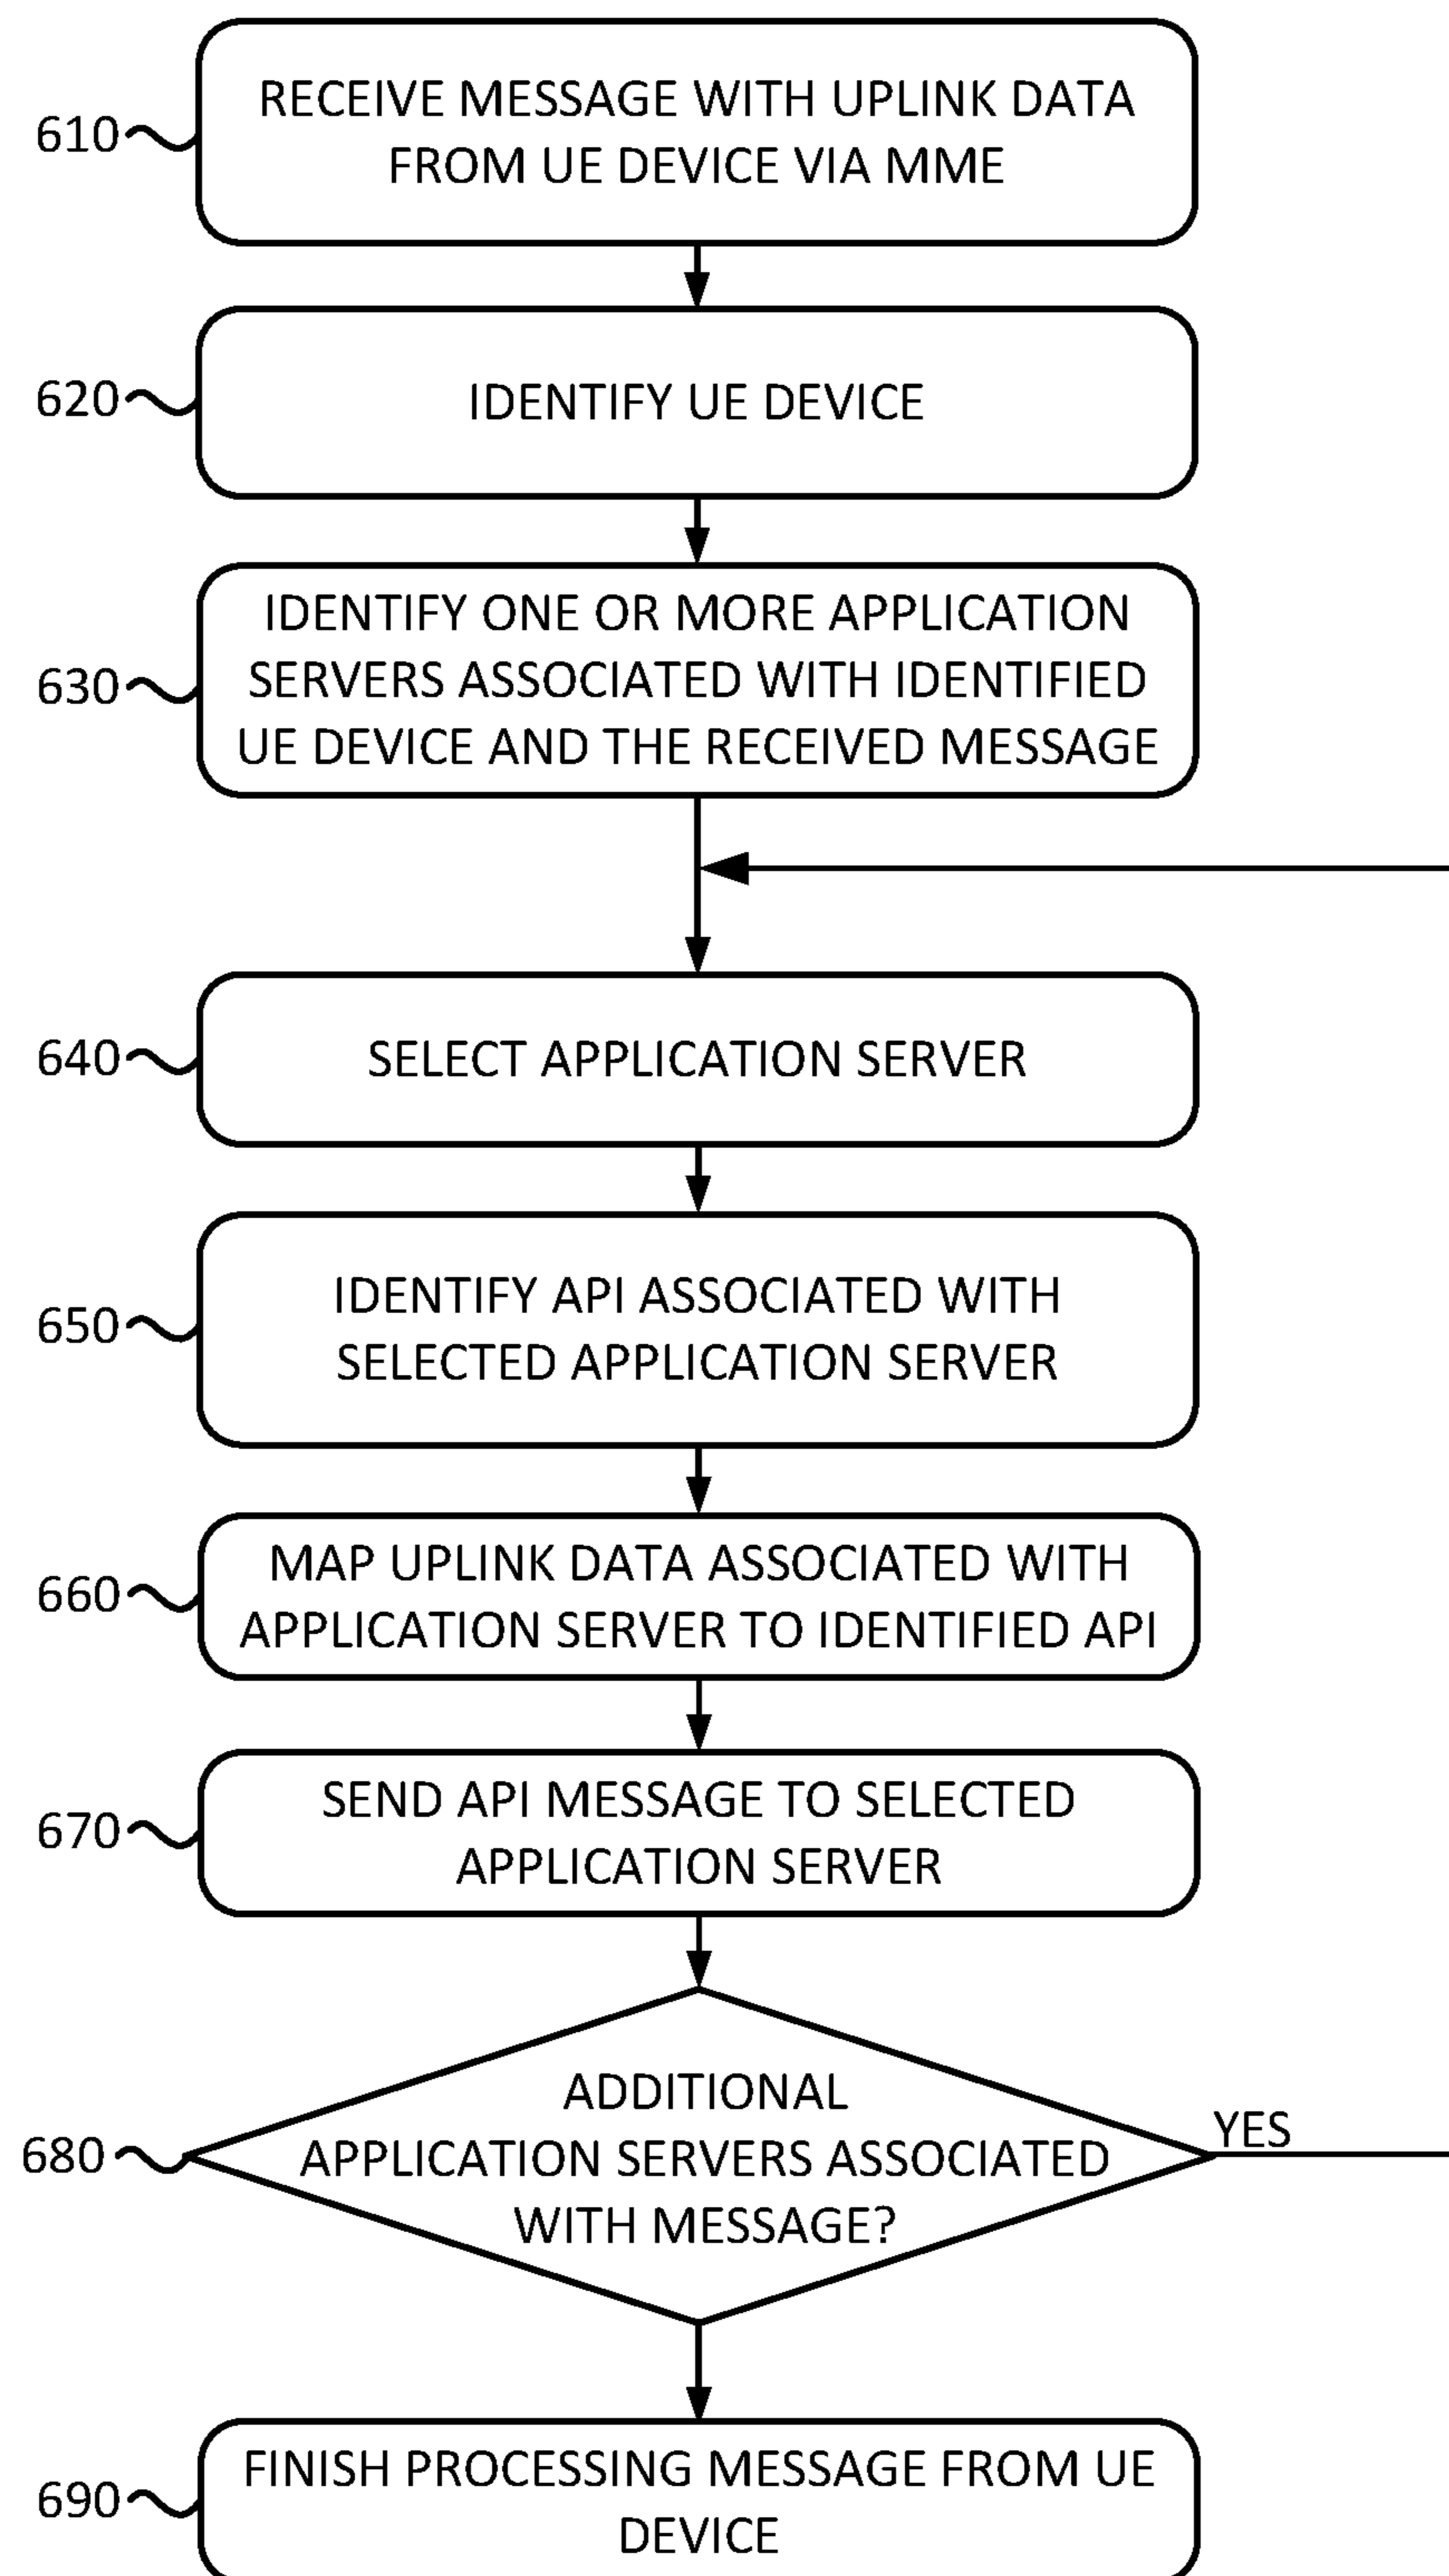 RECEIVE MESSAGE WITH UPLINK DATA
FROM UE DEVICE VIA MME
610
IDENTIFY UE DEVICE
620
IDENTIFY ONE OR MORE APPLICATION
SERVERS ASSOCIATED WITH IDENTIFIED
UE DEVICE AND THE RECEIVED MESSAGE
630
SELECT APPLICATION SERVER
640
IDENTIFY API ASSOCIATED WITH
SELECTED APPLICATION SERVER
650
MAP UPLINK DATA ASSOCIATED WITH
APPLICATION SERVER TO IDENTIFIED API
660
SEND API MESSAGE TO SELECTED
APPLICATION SERVER
670
ADDITIONAL
APPLICATION SERVERS ASSOCIATED
WITH MESSAGE?
680
YES
FINISH PROCESSING MESSAGE FROM UE
DEVICE
690